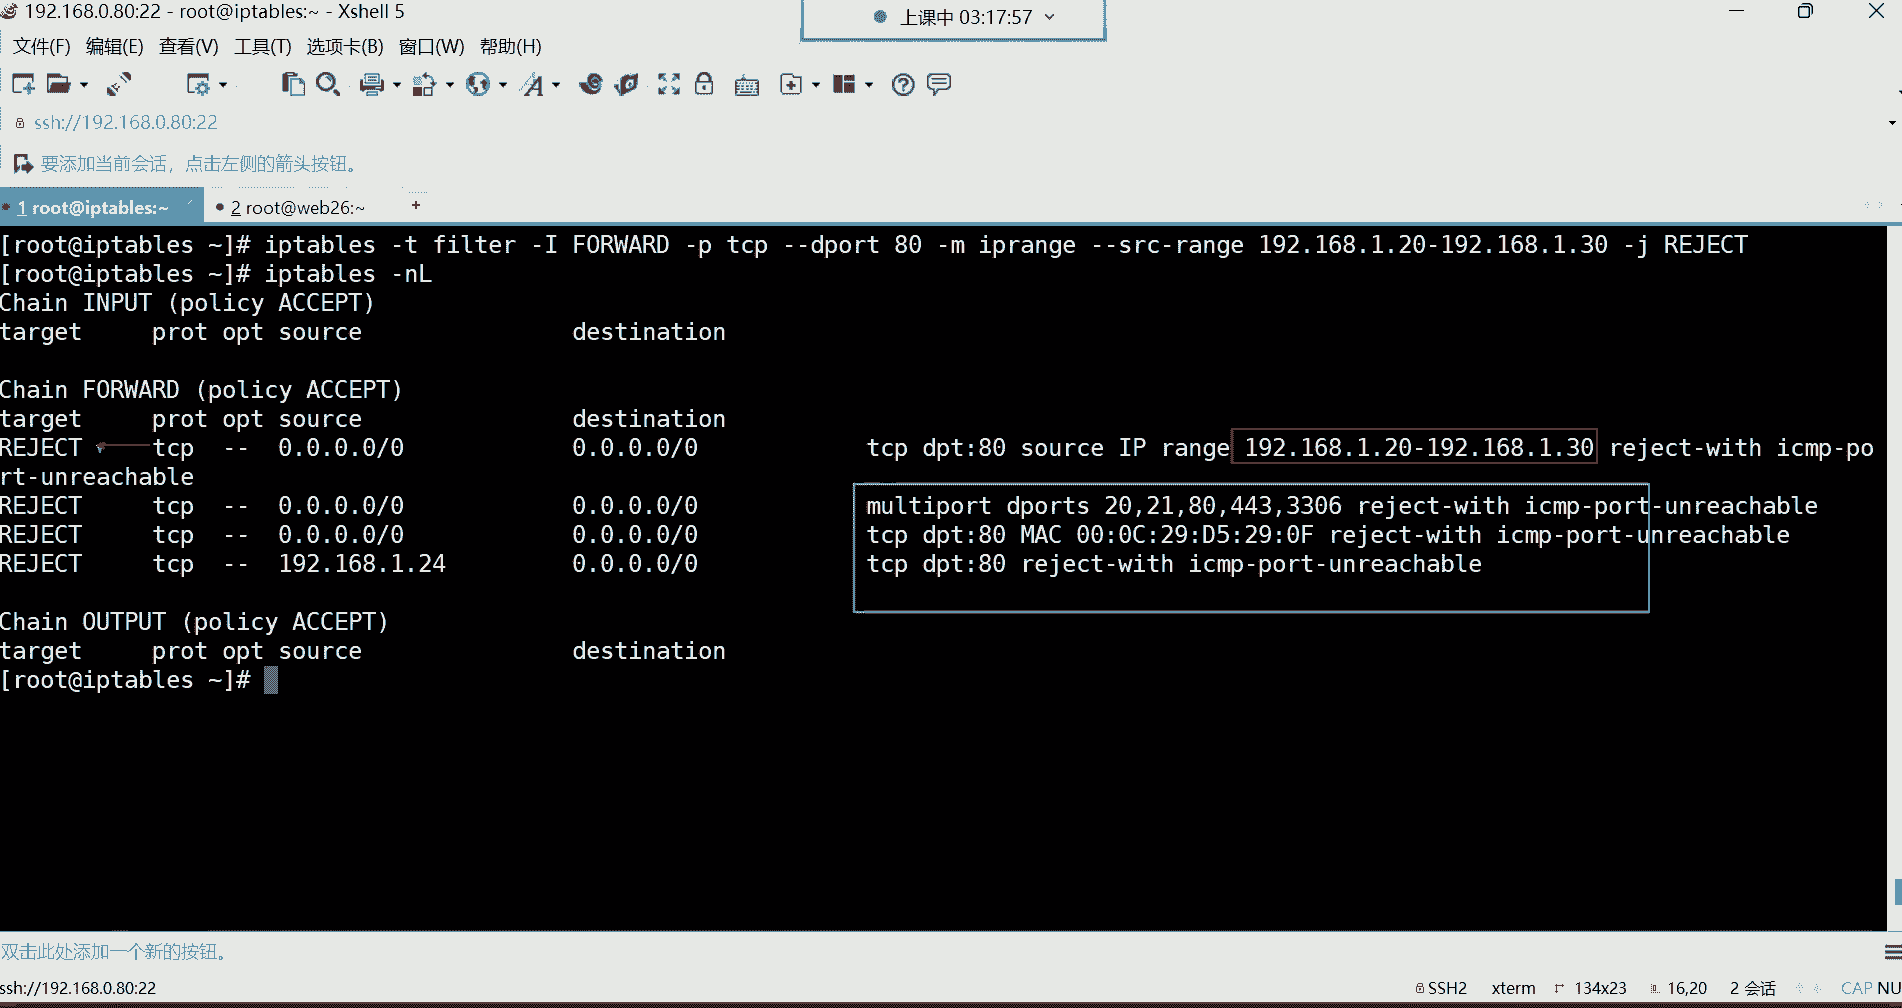 192.168.0.80:22 - root@iptables:~ - Xshell 5
上课中 03:17:57
文件(F) 编辑(E) 查看(V) 工具(T) 选项卡(B) 窗口(W) 帮助(H)
ssh://192.168.0.80:22
要添加当前会话，点击左侧的箭头按钮。
1 root@iptables:~ 2 root@web26:~ +
[root@iptables ~]# iptables -t filter -I FORWARD -p tcp --dport 80 -m iprange --src-range 192.168.1.20-192.168.1.30 -j REJECT
[root@iptables ~]# iptables -nL
Chain INPUT (policy ACCEPT)
target     prot opt source               destination
Chain FORWARD (policy ACCEPT)
target     prot opt source               destination
REJECT     tcp  --  0.0.0.0/0            0.0.0.0/0            tcp dpt:80 source IP range 192.168.1.20-192.168.1.30 reject-with icmp-po
rt-unreachable
REJECT     tcp  --  0.0.0.0/0            0.0.0.0/0            multiport dports 20,21,80,443,3306 reject-with icmp-port-unreachable
REJECT     tcp  --  0.0.0.0/0            0.0.0.0/0            tcp dpt:80 MAC 00:0C:29:D5:29:0F reject-with icmp-port-unreachable
REJECT     tcp  --  192.168.1.24         0.0.0.0/0            tcp dpt:80 reject-with icmp-port-unreachable
Chain OUTPUT (policy ACCEPT)
target     prot opt source               destination
[root@iptables ~]#
双击此处添加一个新的按钮。
ssh://192.168.0.80:22 SSH2 xterm 134x23 16,20 2 会话 CAP NU